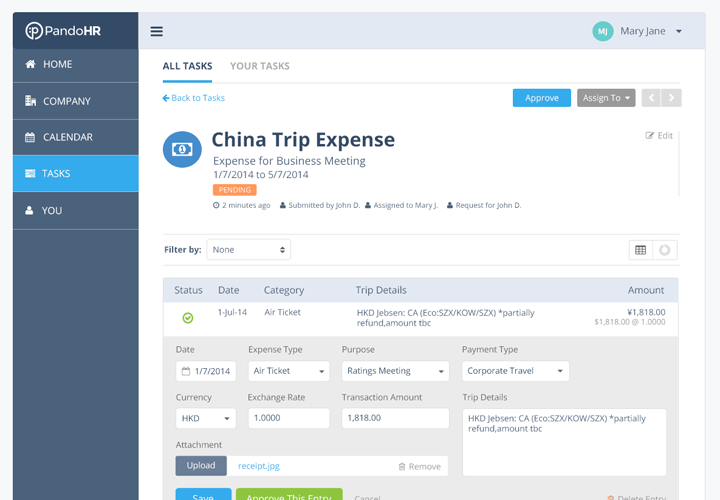 PandoHR
MJ Mary Jane
HOME
COMPANY
CALENDAR
TASKS
YOU
ALL TASKS YOUR TASKS
Back to Tasks
Approve Assign To
China Trip Expense
Edit
Expense for Business Meeting
1/7/2014 to 5/7/2014
PENDING
2 minutes ago Submitted by John D. Assigned to Mary J. Request for John D.
Filter by: None
Status Date Category Trip Details Amount
1-Jul-14 Air Ticket HKD Jebsen: CA (Eco:SZX/KOW/SZX) *partially ¥1,818.00
refund,amount tbc $1,818.00 @ 1.0000
Date Expense Type Purpose Payment Type
1/7/2014 Air Ticket Ratings Meeting Corporate Travel
Currency Exchange Rate Transaction Amount Trip Details
HKD 1.0000 1,818.00 HKD Jebsen: CA (Eco:SZX/KOW/SZX) *partially
refund,amount tbc
Attachment
Upload receipt.jpg Remove
Save Approve This Entry Cancel Delete Entry